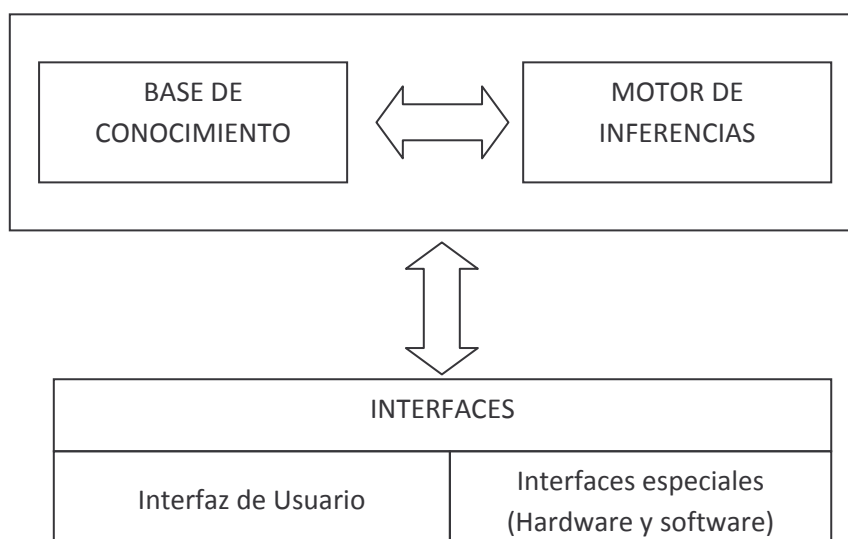 BASE DE
CONOCIMIENTO
MOTOR DE
INFERENCIAS
INTERFACES
Interfaz de Usuario
Interfaces especiales
(Hardware y software)